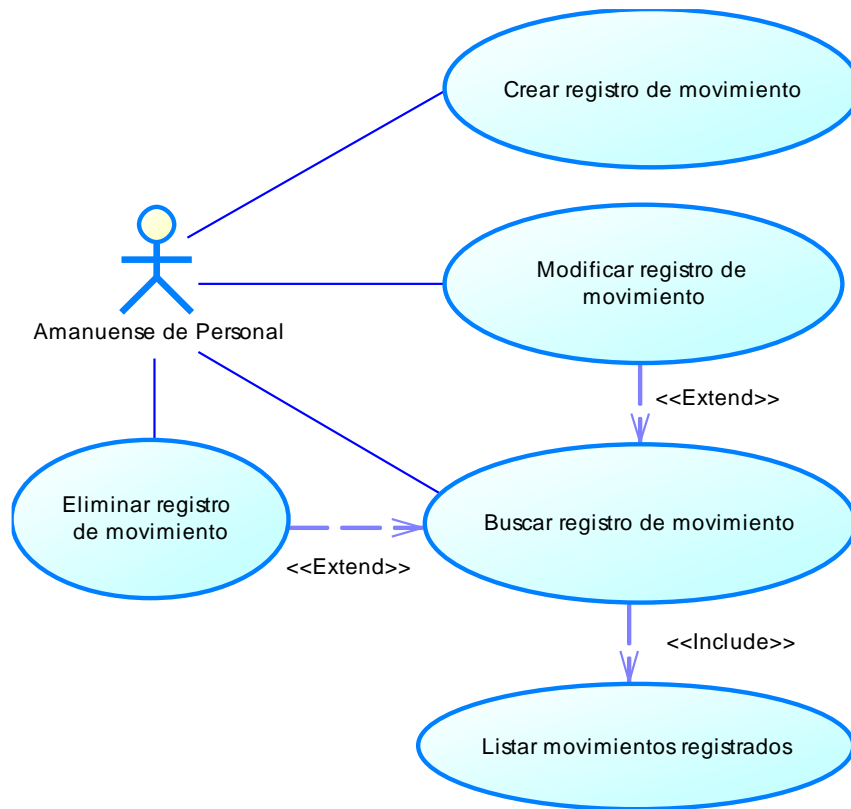 Crear registro de movimiento
Modificar registro de
movimiento
Amanuense de Personal
<<Extend>>
Eliminar registro
de movimiento
Buscar registro de movimiento
<<Extend>>
<<Include>>
Listar movimientos registrados